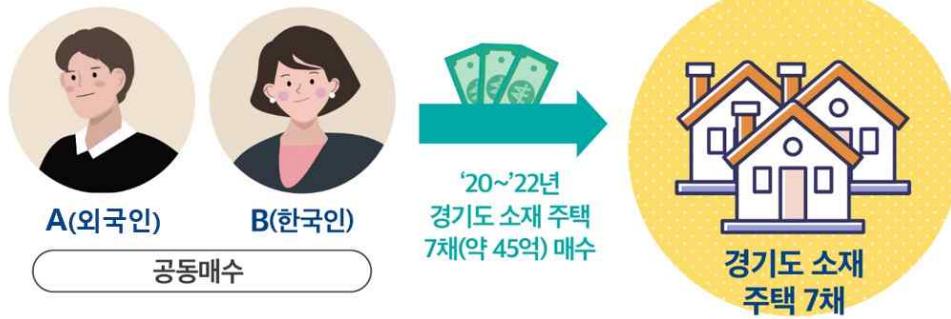 A(외국인)
B(한국인)
공동매수
‘20~’22년
경기도 소재 주택
7채(약 45억) 매수
경기도 소재
주택 7채